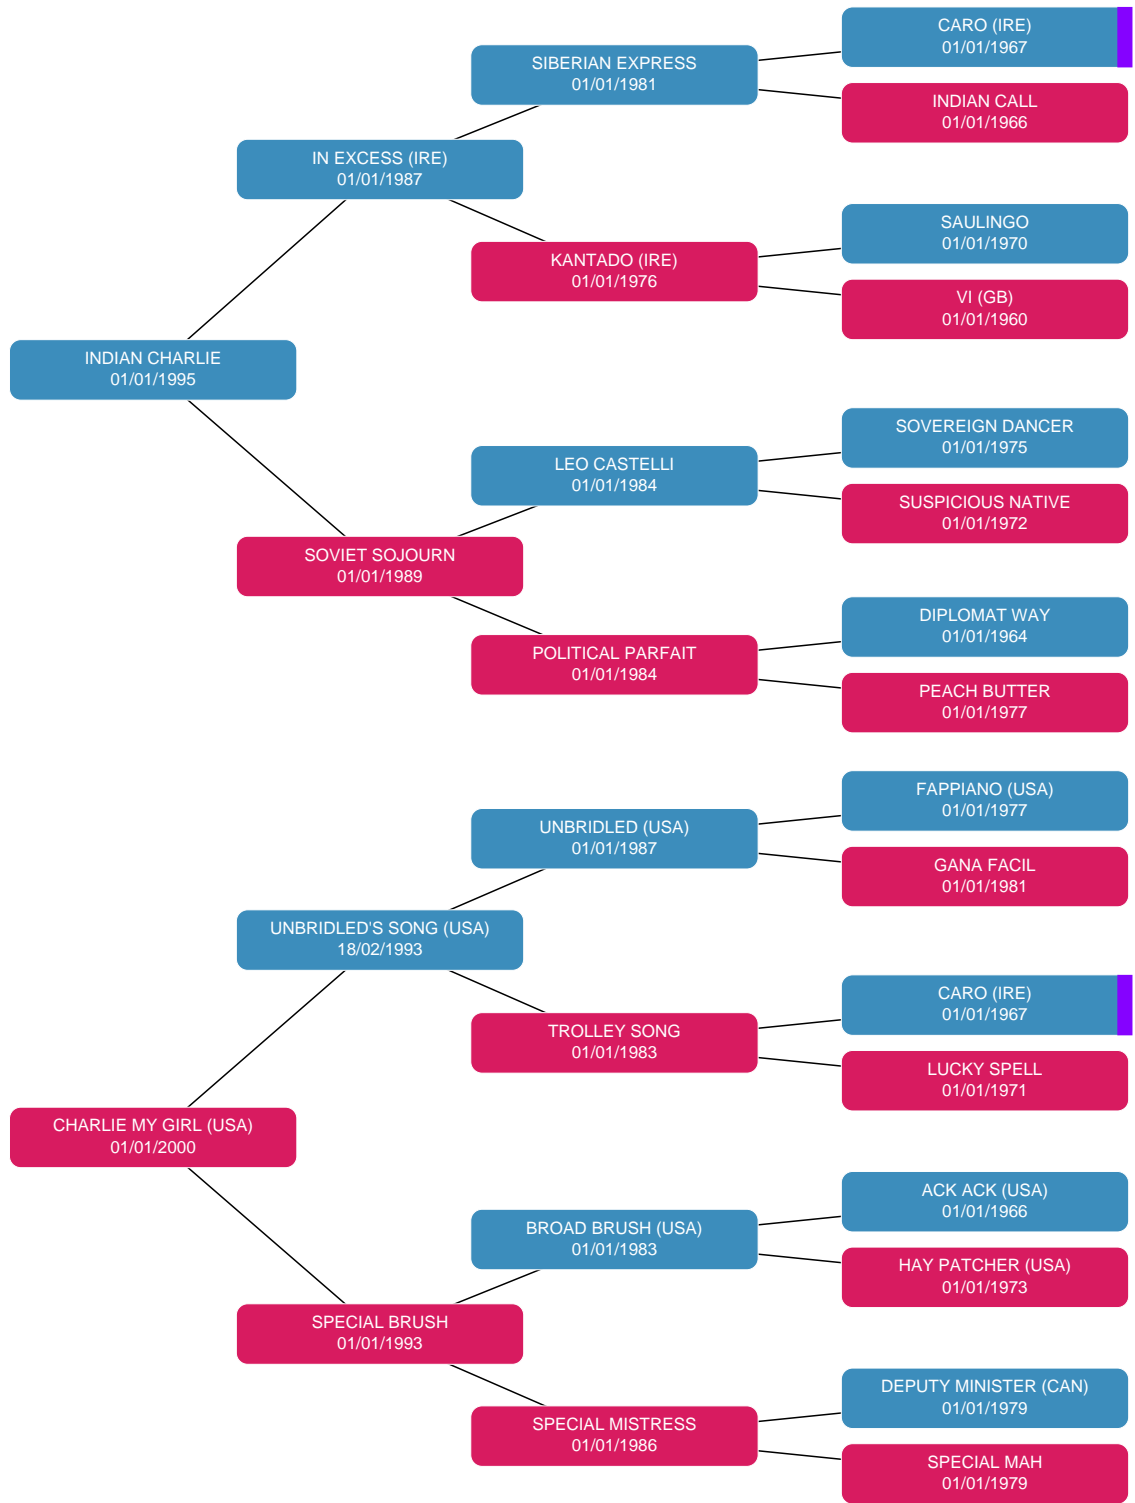 CARO (IRE)
01/01/1967
SIBERIAN EXPRESS
01/01/1981
INDIAN CALL
01/01/1966
IN EXCESS (IRE)
01/01/1987
SAULINGO
01/01/1970
KANTADO (IRE)
01/01/1976
VI (GB)
01/01/1960
INDIAN CHARLIE
01/01/1995
SOVEREIGN DANCER
01/01/1975
LEO CASTELLI
01/01/1984
SUSPICIOUS NATIVE
01/01/1972
SOVIET SOJOURN
01/01/1989
DIPLOMAT WAY
01/01/1964
POLITICAL PARFAIT
01/01/1984
PEACH BUTTER
01/01/1977
FAPPIANO (USA)
01/01/1977
UNBRIDLED (USA)
01/01/1987
GANA FACIL
01/01/1981
UNBRIDLED'S SONG (USA)
18/02/1993
CARO (IRE)
01/01/1967
TROLLEY SONG
01/01/1983
LUCKY SPELL
01/01/1971
CHARLIE MY GIRL (USA)
01/01/2000
ACK ACK (USA)
01/01/1966
BROAD BRUSH (USA)
01/01/1983
HAY PATCHER (USA)
01/01/1973
SPECIAL BRUSH
01/01/1993
DEPUTY MINISTER (CAN)
01/01/1979
SPECIAL MISTRESS
01/01/1986
SPECIAL MAH
01/01/1979